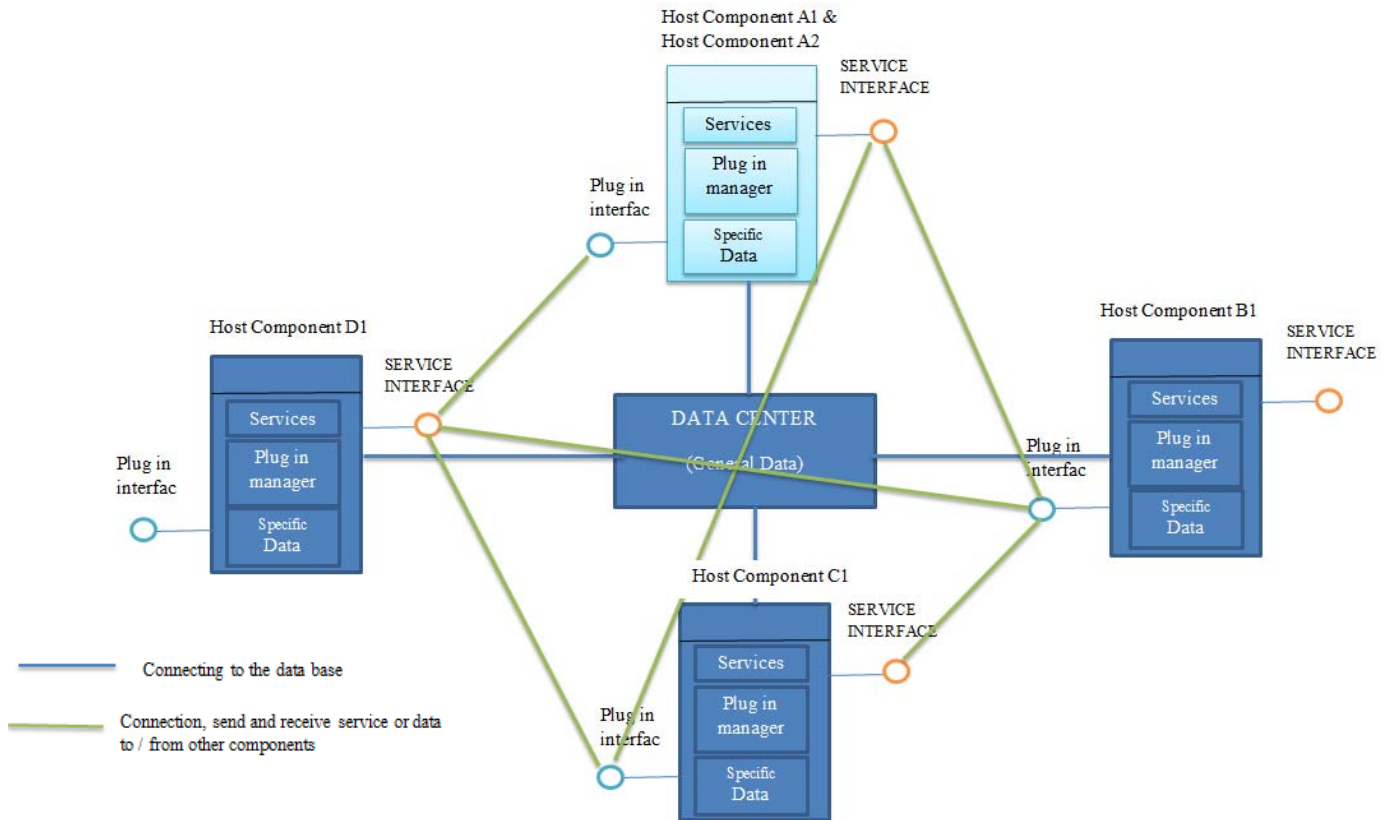 Host Component A1 &
Host Component A2
SERVICE
INTERFACE
Services
Plug in
manager
Specific
Data
Plug in
interfac
Host Component D1
SERVICE
INTERFACE
Services
Plug in
manager
Specific
Data
Plug in
interfac
DATA CENTER
(General Data)
Host Component B1
SERVICE
INTERFACE
Services
Plug in
manager
Specific
Data
Plug in
interfac
Host Component C1
SERVICE
INTERFACE
Services
Plug in
manager
Specific
Data
Plug in
interfac
Connecting to the data base
Connection, send and receive service or data
to / from other components